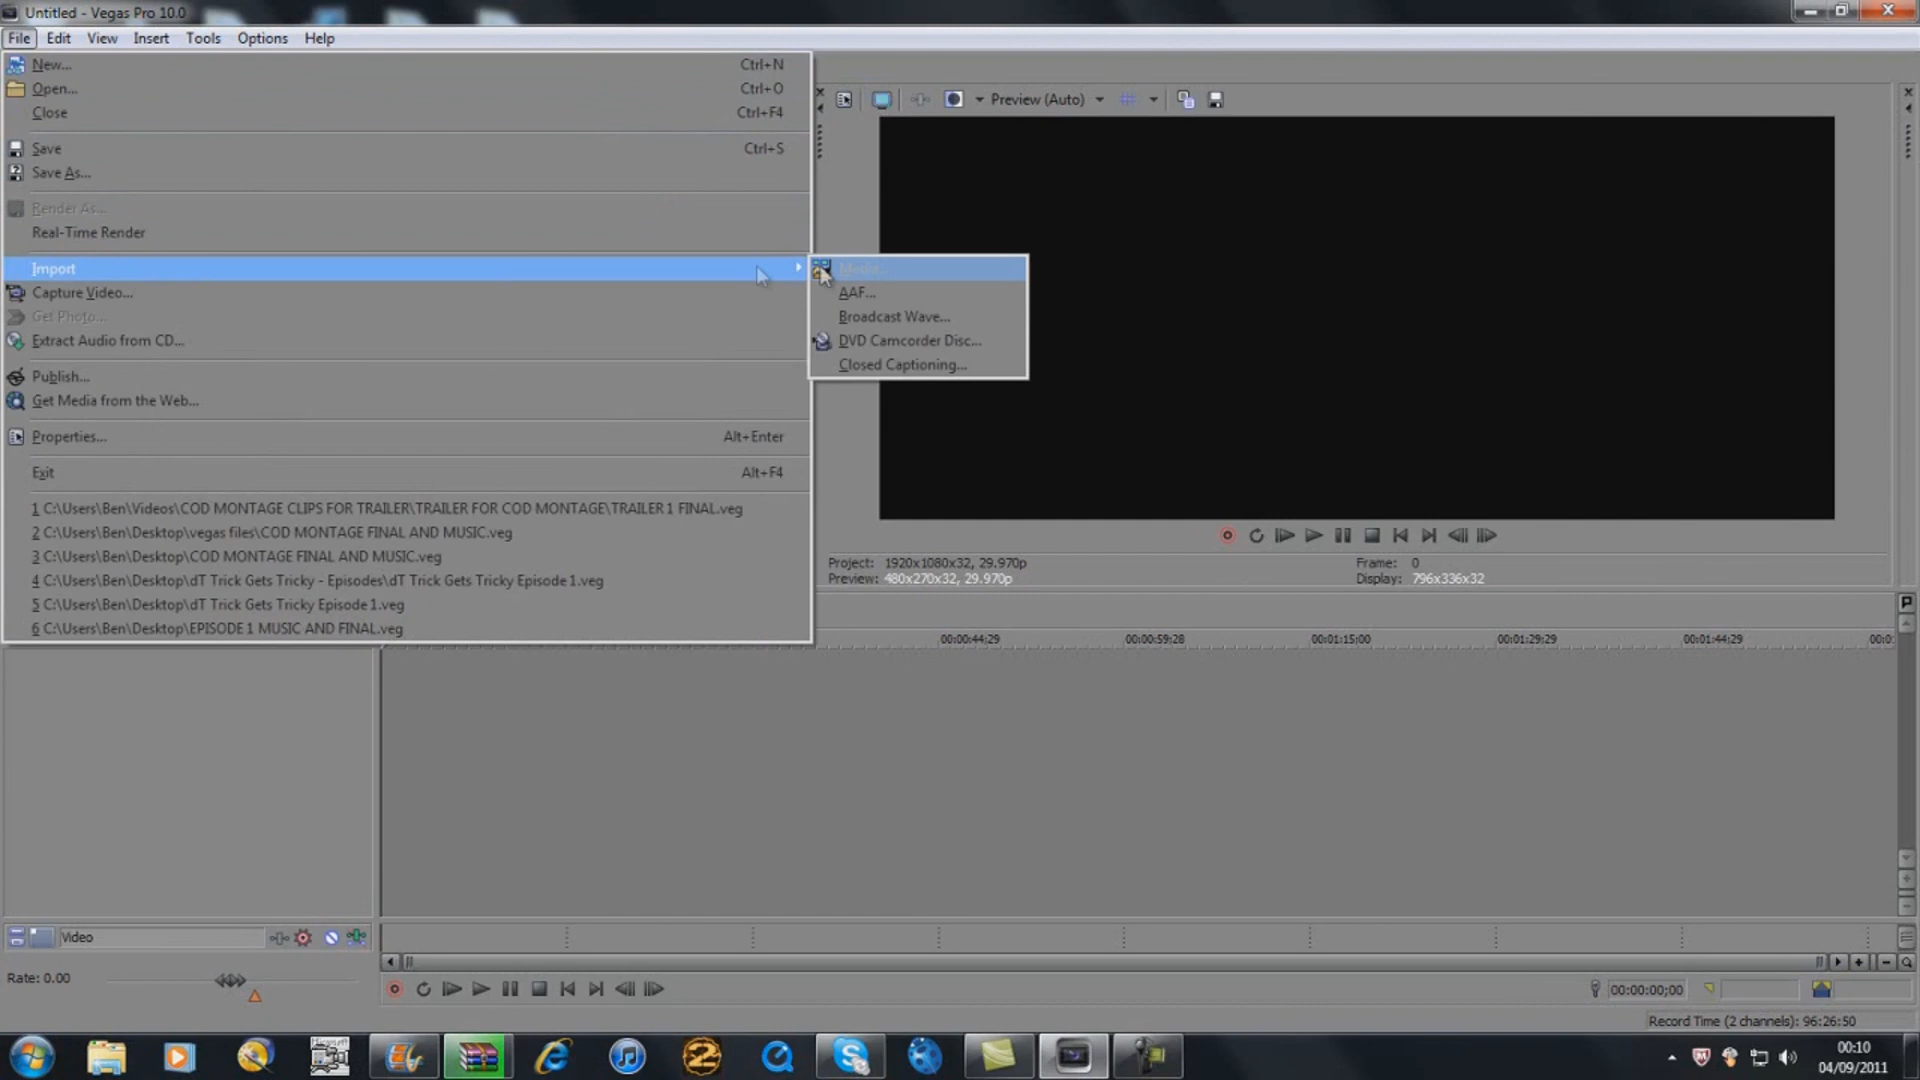 Untitled - Vegas Pro 10.0
File Edit View Insert Tools Options Help
New... Ctrl+N
Open... Ctrl+O
Close Ctrl+F4
Save Ctrl+S
Save As...
Render As...
Real-Time Render
Import
Capture Video...
Get Photo...
Extract Audio from CD...
Publish...
Get Media from the Web...
Properties... Alt+Enter
Exit Alt+F4
1 C:\Users\Ben\Videos\COD MONTAGE CLIPS FOR TRAILER\TRAILER FOR COD MONTAGE\TRAILER 1 FINAL.veg
2 C:\Users\Ben\Desktop\vegas files\COD MONTAGE FINAL AND MUSIC.veg
3 C:\Users\Ben\Desktop\COD MONTAGE FINAL AND MUSIC.veg
4 C:\Users\Ben\Desktop\dT Trick Gets Tricky - Episodes\dT Trick Gets Tricky Episode 1.veg
5 C:\Users\Ben\Desktop\dT Trick Gets Tricky Episode 1.veg
6 C:\Users\Ben\Desktop\EPISODE 1 MUSIC AND FINAL.veg
Media...
AAF...
Broadcast Wave...
DVD Camcorder Disc...
Closed Captioning...
Preview (Auto)
Project: 1920x1080x32, 29.970p Frame: 0
Preview: 480x270x32, 29.970p Display: 796x336x32
00:00:44;29 00:00:59;28 00:01:15;00 00:01:29;29 00:01:44;29 00:0
Video
Rate: 0.00
00:00:00;00
Record Time (2 channels): 96:26:50
00:10
04/09/2011